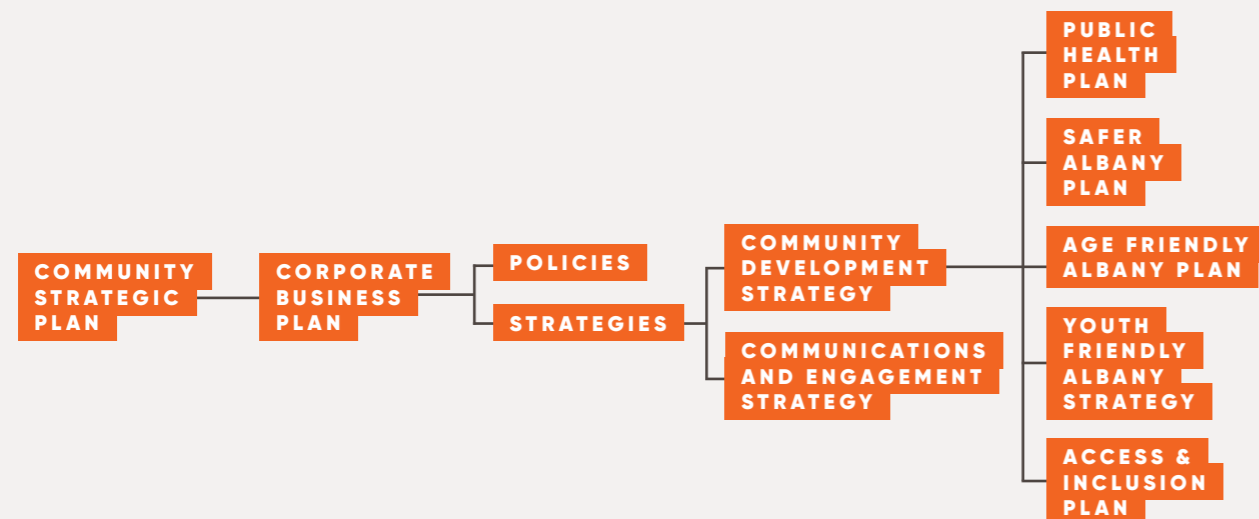 COMMUNITY
STRATEGIC
PLAN
CORPORATE
BUSINESS
PLAN
POLICIES
STRATEGIES
COMMUNITY
DEVELOPMENT
STRATEGY
COMMUNICATIONS
AND ENGAGEMENT
STRATEGY
PUBLIC
HEALTH
PLAN
SAFER
ALBANY
PLAN
AGE FRIENDLY
ALBANY PLAN
YOUTH
FRIENDLY
ALBANY
STRATEGY
ACCESS &
INCLUSION
PLAN